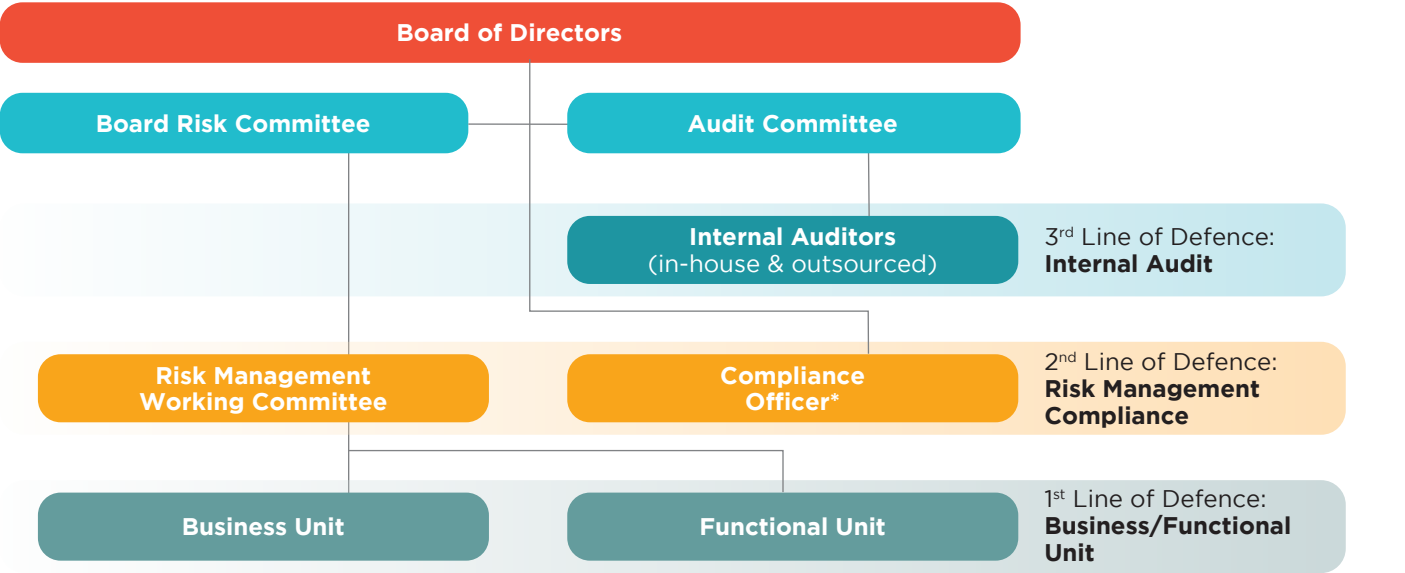 Board of Directors
Board Risk Committee
Audit Committee
Internal Auditors
(in-house & outsourced)
3rd Line of Defence:
Internal Audit
Risk Management
Working Committee
Compliance
Officer*
2nd Line of Defence:
Risk Management
Compliance
Business Unit
Functional Unit
1st Line of Defence:
Business/Functional
Unit